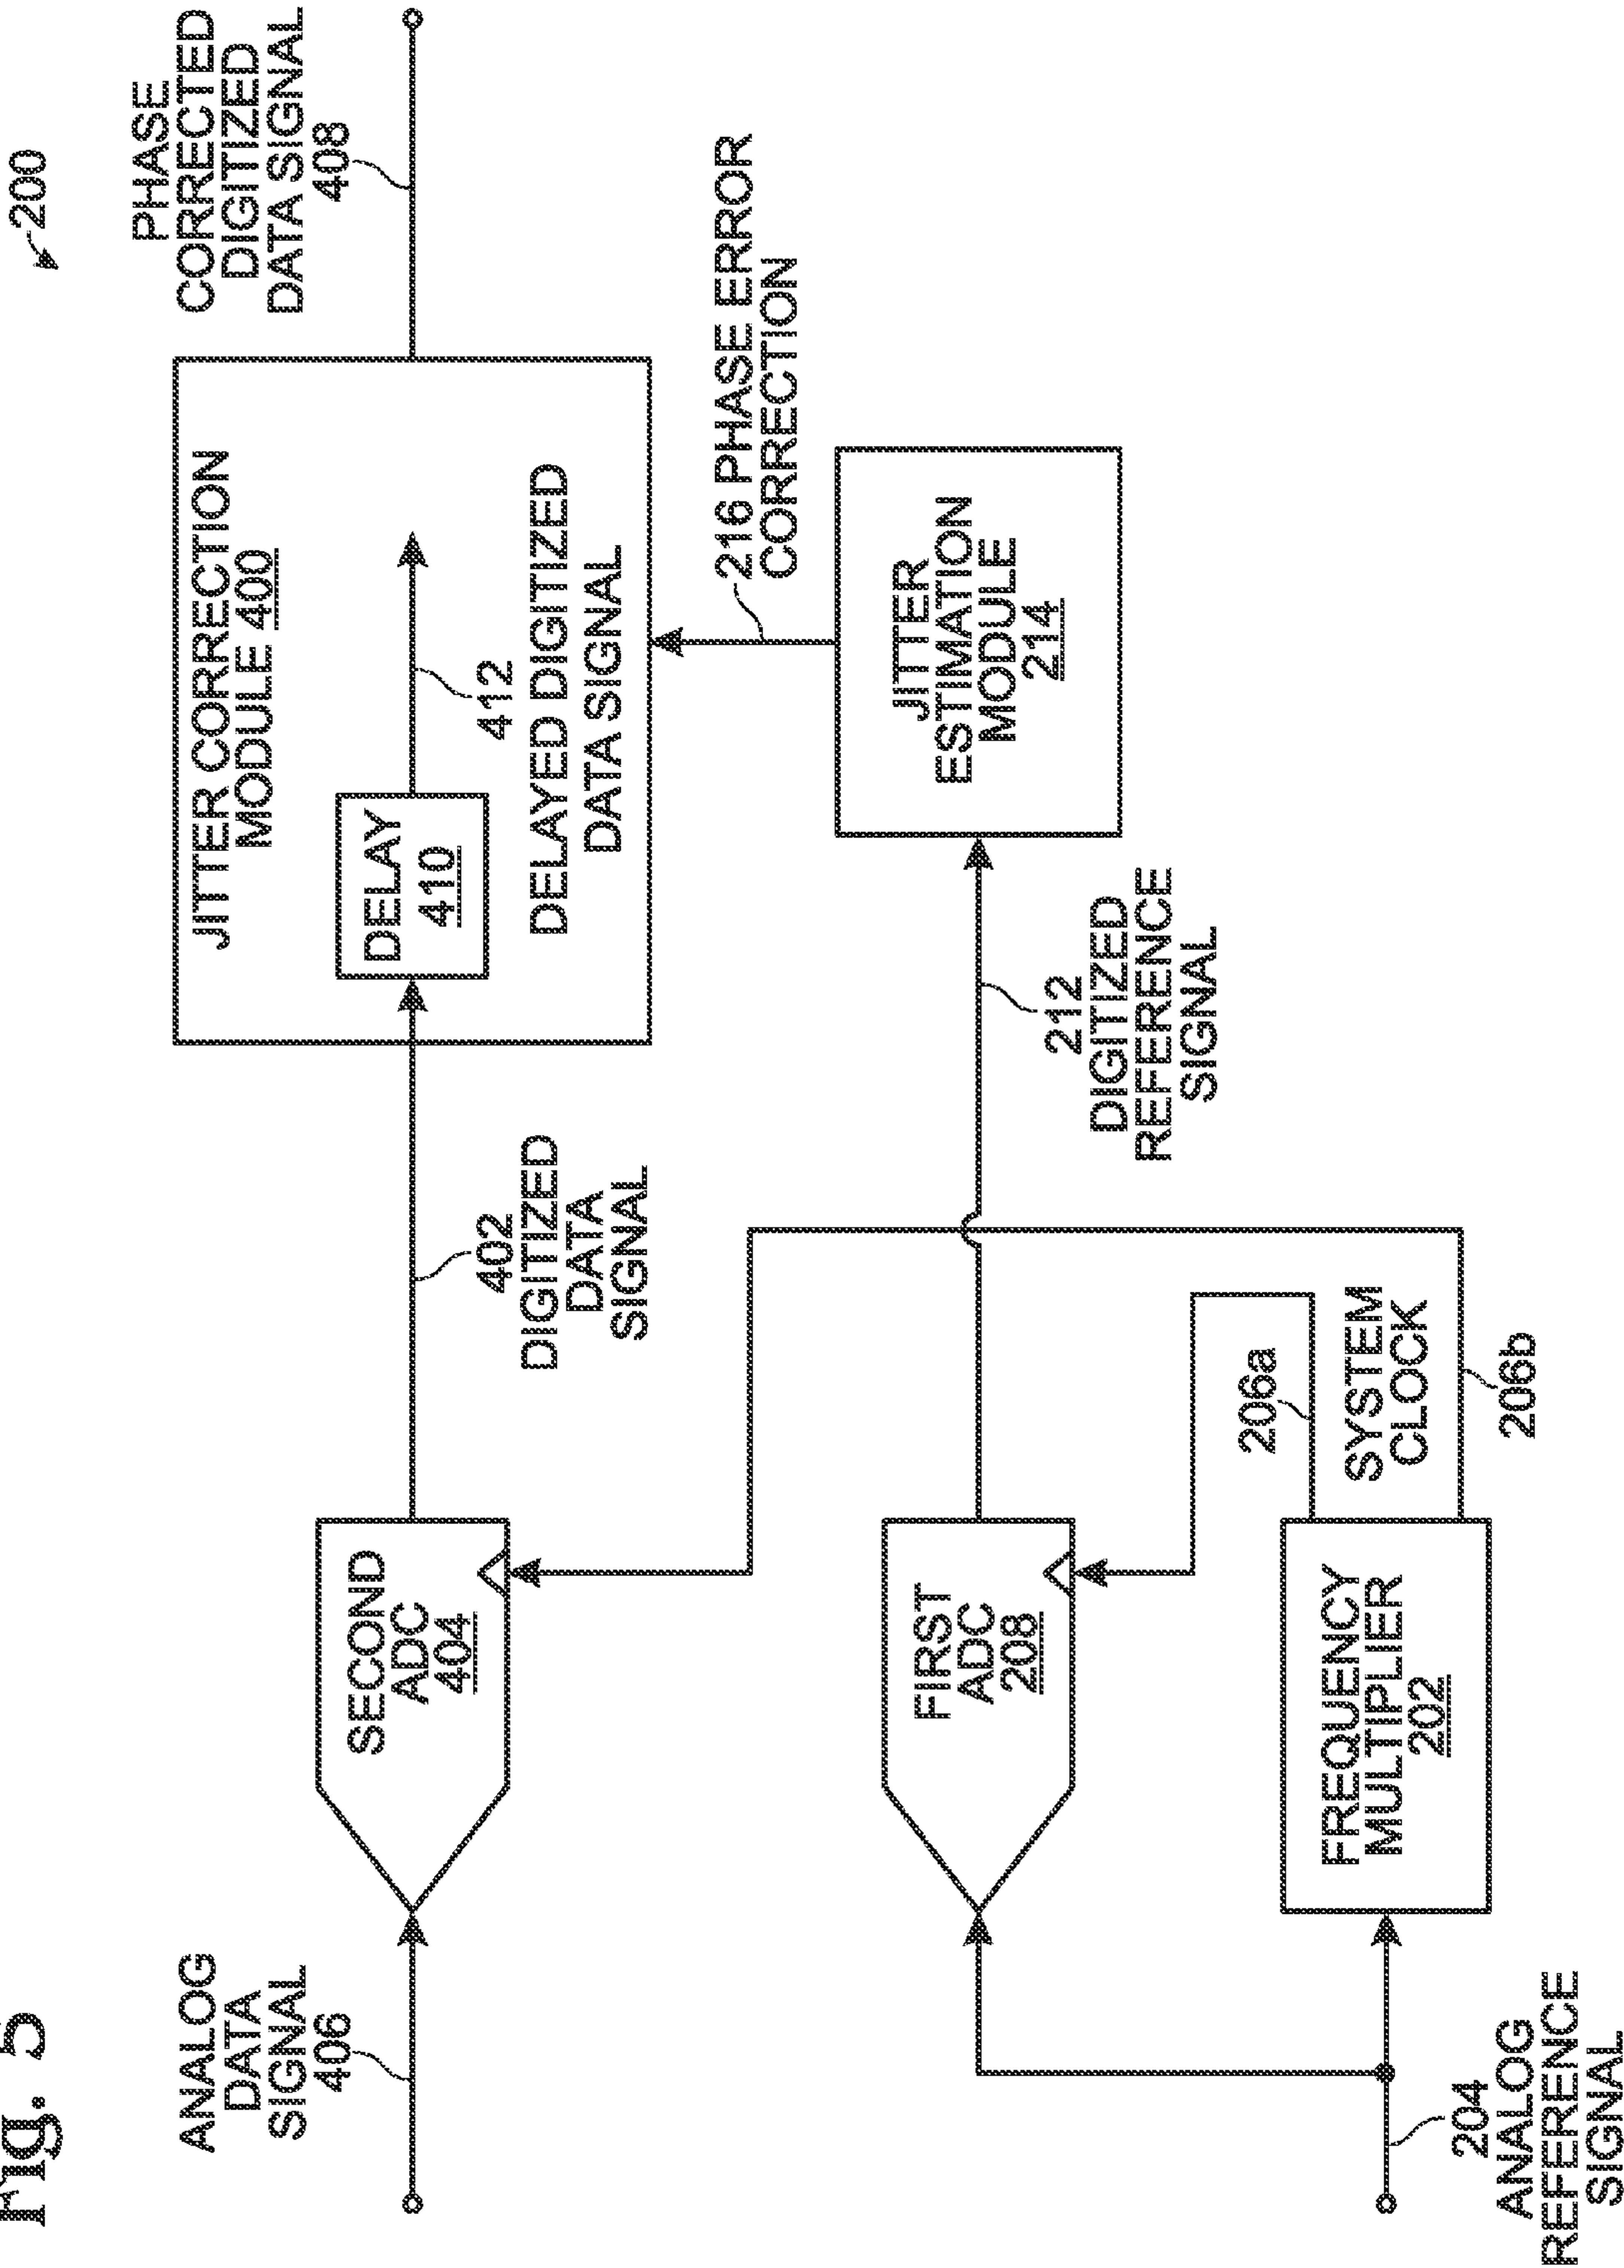 Fig. 5
200
ANALOG
DATA
SIGNAL
406
SECOND
ADC
404
402
DIGITIZED
DATA
SIGNAL
JITTER CORRECTION
MODULE 400
DELAY
410
412
DELAYED DIGITIZED
DATA SIGNAL
PHASE
CORRECTED
DIGITIZED
DATA SIGNAL
408
216 PHASE ERROR
CORRECTION
JITTER
ESTIMATION
MODULE
214
212
DIGITIZED
REFERENCE
SIGNAL
FIRST
ADC
208
206a
SYSTEM
CLOCK
206b
FREQUENCY
MULTIPLIER
202
204
ANALOG
REFERENCE
SIGNAL